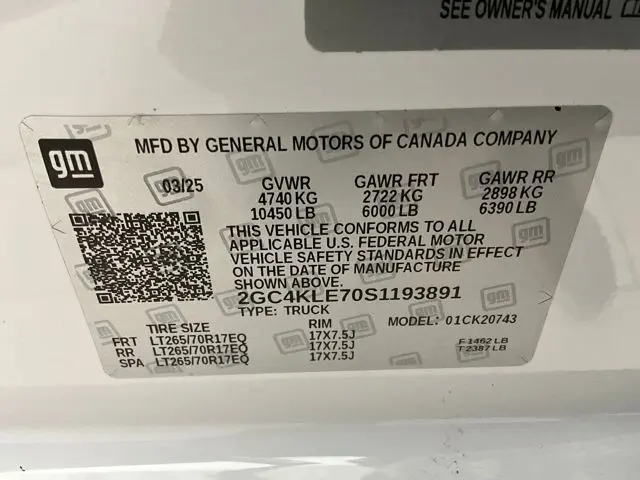 SEE OWNER'S MANUAL
gm
MFD BY GENERAL MOTORS OF CANADA COMPANY
03/25 GVWR GAWR FRT GAWR RR
4740 KG 2722 KG 2898 KG
10450 LB 6000 LB 6390 LB
THIS VEHICLE CONFORMS TO ALL
APPLICABLE U.S. FEDERAL MOTOR
VEHICLE SAFETY STANDARDS IN EFFECT
ON THE DATE OF MANUFACTURE
SHOWN ABOVE.
2GC4KLE70S1193891
TYPE: TRUCK MODEL: 01CK20743
TIRE SIZE RIM
FRT LT265/70R17EQ 17X7.5J F 1462 LB
RR LT265/70R17EQ 17X7.5J T 2387 LB
SPA LT265/70R17EQ 17X7.5J